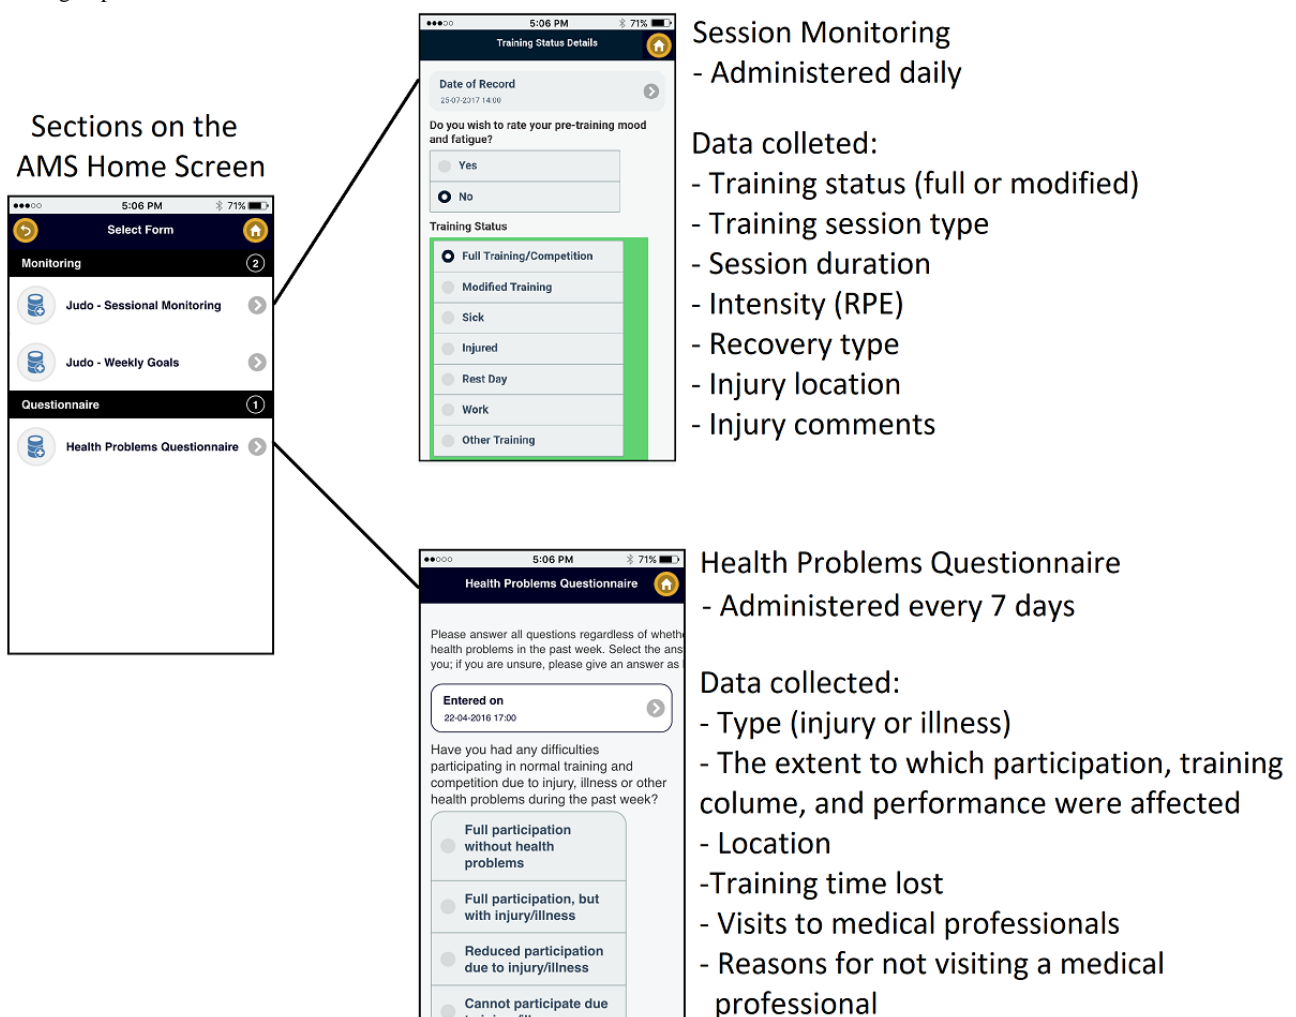 Sections on the
AMS Home Screen
5:06 PM
71%
Select Form
Monitoring
2
Judo - Sessional Monitoring
Judo - Weekly Goals
Questionnaire
1
Health Problems Questionnaire
5:06 PM
71%
Training Status Details
Date of Record
25-07-2017 14:00
Do you wish to rate your pre-training mood
and fatigue?
Yes
No
Training Status
Full Training/Competition
Modified Training
Sick
Injured
Rest Day
Work
Other Training
Session Monitoring
- Administered daily
Data colleted:
- Training status (full or modified)
- Training session type
- Session duration
- Intensity (RPE)
- Recovery type
- Injury location
- Injury comments
5:06 PM
71%
Health Problems Questionnaire
Please answer all questions regardless of wheth
health problems in the past week. Select the ans
you; if you are unsure, please give an answer as
Entered on
22-04-2016 17:00
Have you had any difficulties
participating in normal training and
competition due to injury, illness or other
health problems during the past week?
Full participation
without health
problems
Full participation, but
with injury/illness
Reduced participation
due to injury/illness
Cannot participate due
Health Problems Questionnaire
- Administered every 7 days
Data collected:
- Type (injury or illness)
- The extent to which participation, training
colume, and performance were affected
- Location
-Training time lost
- Visits to medical professionals
- Reasons for not visiting a medical
professional